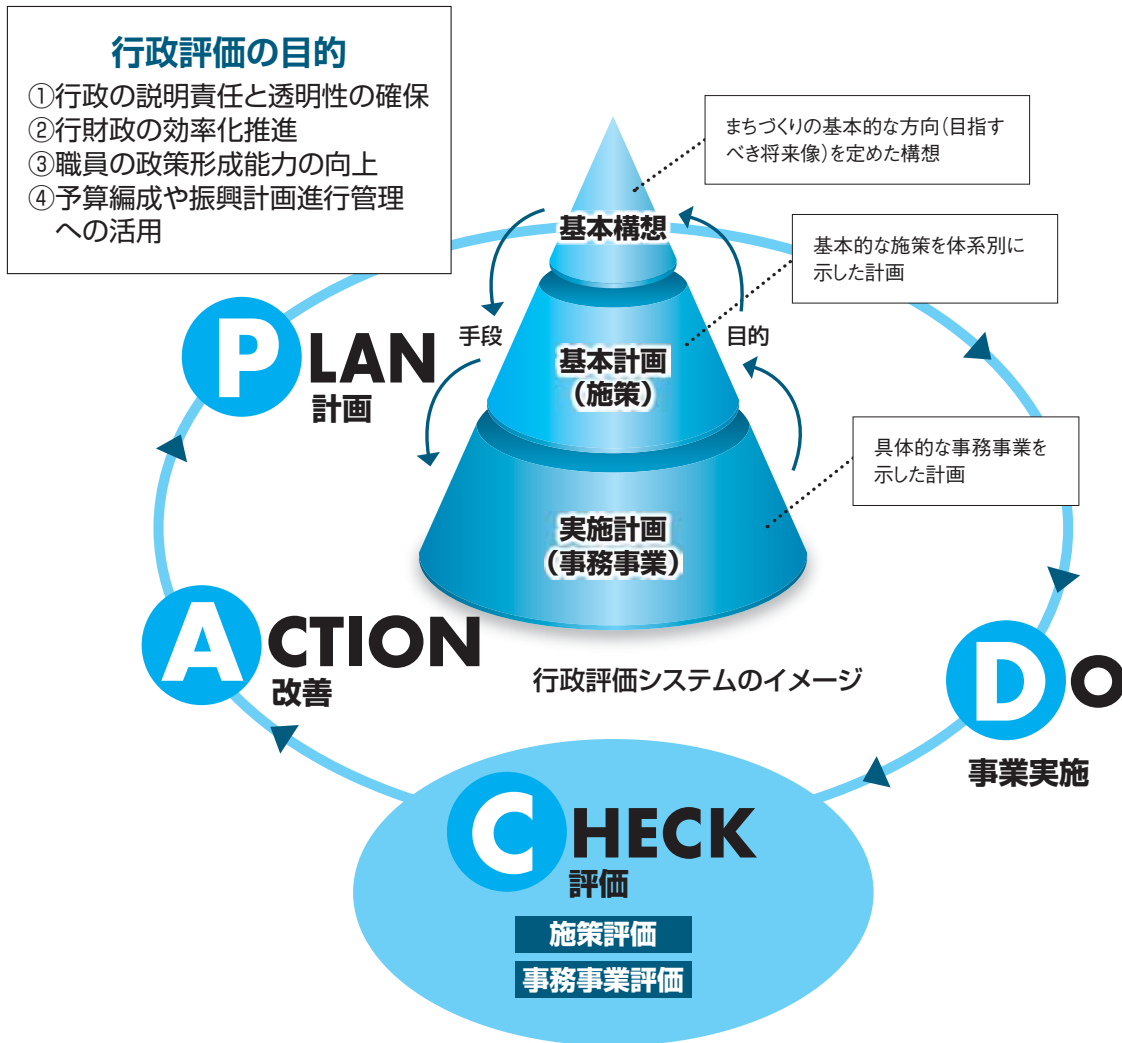 行政評価の目的
①行政の説明責任と透明性の確保
②行財政の効率化推進
③職員の政策形成能力の向上
④予算編成や振興計画進行管理
への活用
まちづくりの基本的な方向(目指す
べき将来像)を定めた構想
基本構想
基本的な施策を体系別に
示した計画
手段
目的
基本計画
(施策)
PLAN
計画
具体的な事務事業を
示した計画
実施計画
(事務事業)
ACTION
改善
行政評価システムのイメージ
DO
事業実施
CHECK
評価
施策評価
事務事業評価